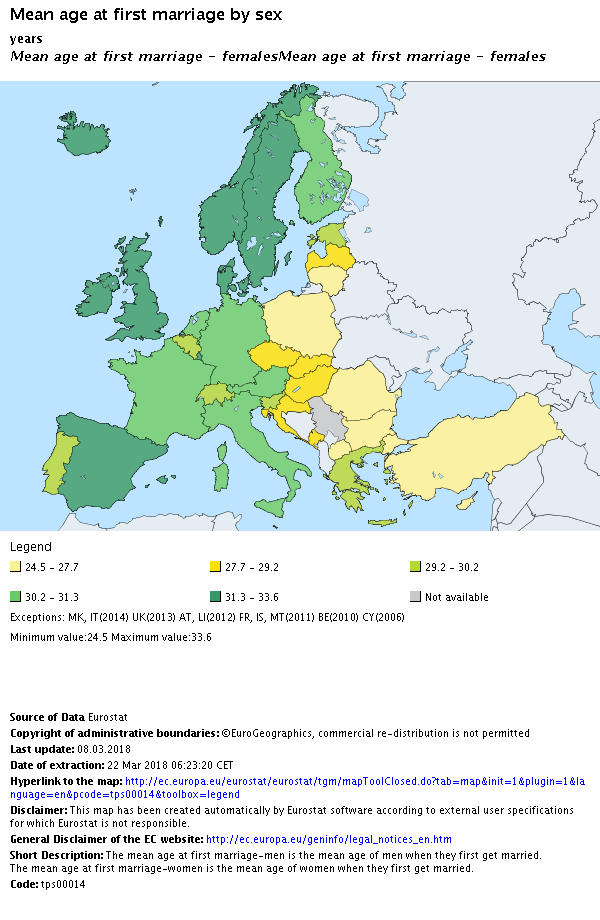 Mean age at first marriage by sex
years
Mean age at first marriage - femalesMean age at first marriage - females
Legend
24.5 - 27.7
27.7 - 29.2
29.2 - 30.2
30.2 - 31.3
31.3 - 33.6
Not available
Exceptions: MK, IT(2014) UK(2013) AT, LI(2012) FR, IS, MT(2011) BE(2010) CY(2006)
Minimum value:24.5 Maximum value:33.6
Source of Data Eurostat
Copyright of administrative boundaries: ©EuroGeographics, commercial re-distribution is not permitted
Last update: 08.03.2018
Date of extraction: 22 Mar 2018 06:23:20 CET
Hyperlink to the map: http://ec.europa.eu/eurostat/eurostat/tgm/mapToolClosed.do?tab=map&init=1&plugin=1&la
nguage=en&pcode=tps00014&toolbox=legend
Disclaimer: This map has been created automatically by Eurostat software according to external user specifications
for which Eurostat is not responsible.
General Disclaimer of the EC website: http://ec.europa.eu/geninfo/legal_notices_en.htm
Short Description: The mean age at first marriage-men is the mean age of men when they first get married.
The mean age at first marriage-women is the mean age of women when they first get married.
Code: tps00014